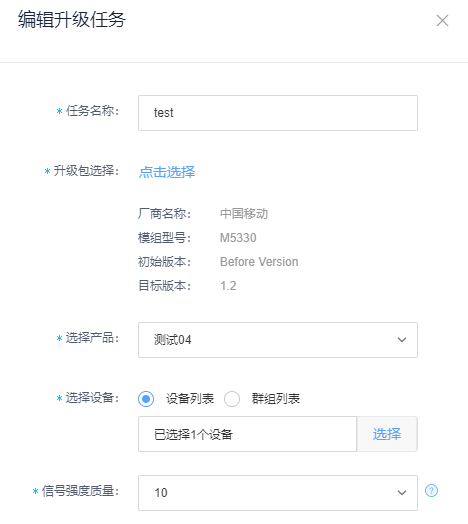 编辑升级任务
* 任务名称： test
* 升级包选择： 点击选择
厂商名称： 中国移动
模组型号： M5330
初始版本： Before Version
目标版本： 1.2
* 选择产品： 测试04
* 选择设备： 设备列表 群组列表
已选择1个设备 选择
* 信号强度质量： 10 ?